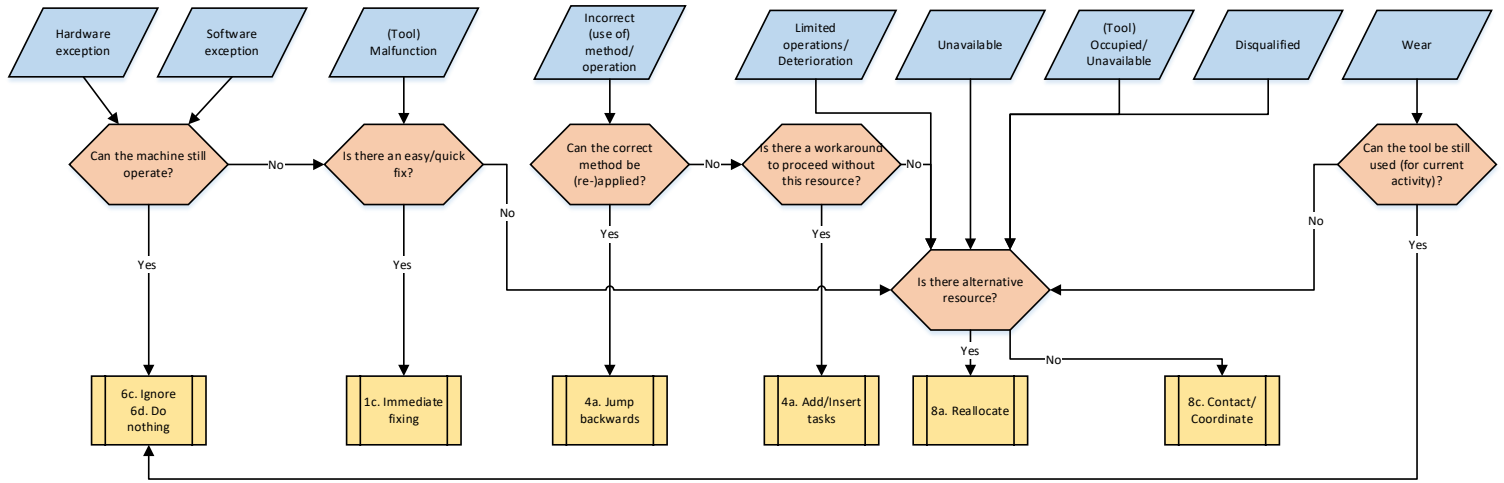 Hardware
exception
Software
exception
(Tool)
Malfunction
Incorrect
(use of)
method/
operation
Limited
operations/
Deterioration
Unavailable
(Tool)
Occupied/
Unavailable
Disqualified
Wear
Can the machine still
operate?
No
Is there an easy/quick
fix?
Can the correct
method be
(re-)applied?
No
Is there a workaround
to proceed without
this resource?
No
Can the tool be still
used (for current
activity)?
No
No
Yes
Yes
Yes
Yes
Yes
Is there alternative
resource?
Yes
No
6c. Ignore
6d. Do
nothing
1c. Immediate
fixing
4a. Jump
backwards
4a. Add/Insert
tasks
8a. Reallocate
8c. Contact/
Coordinate